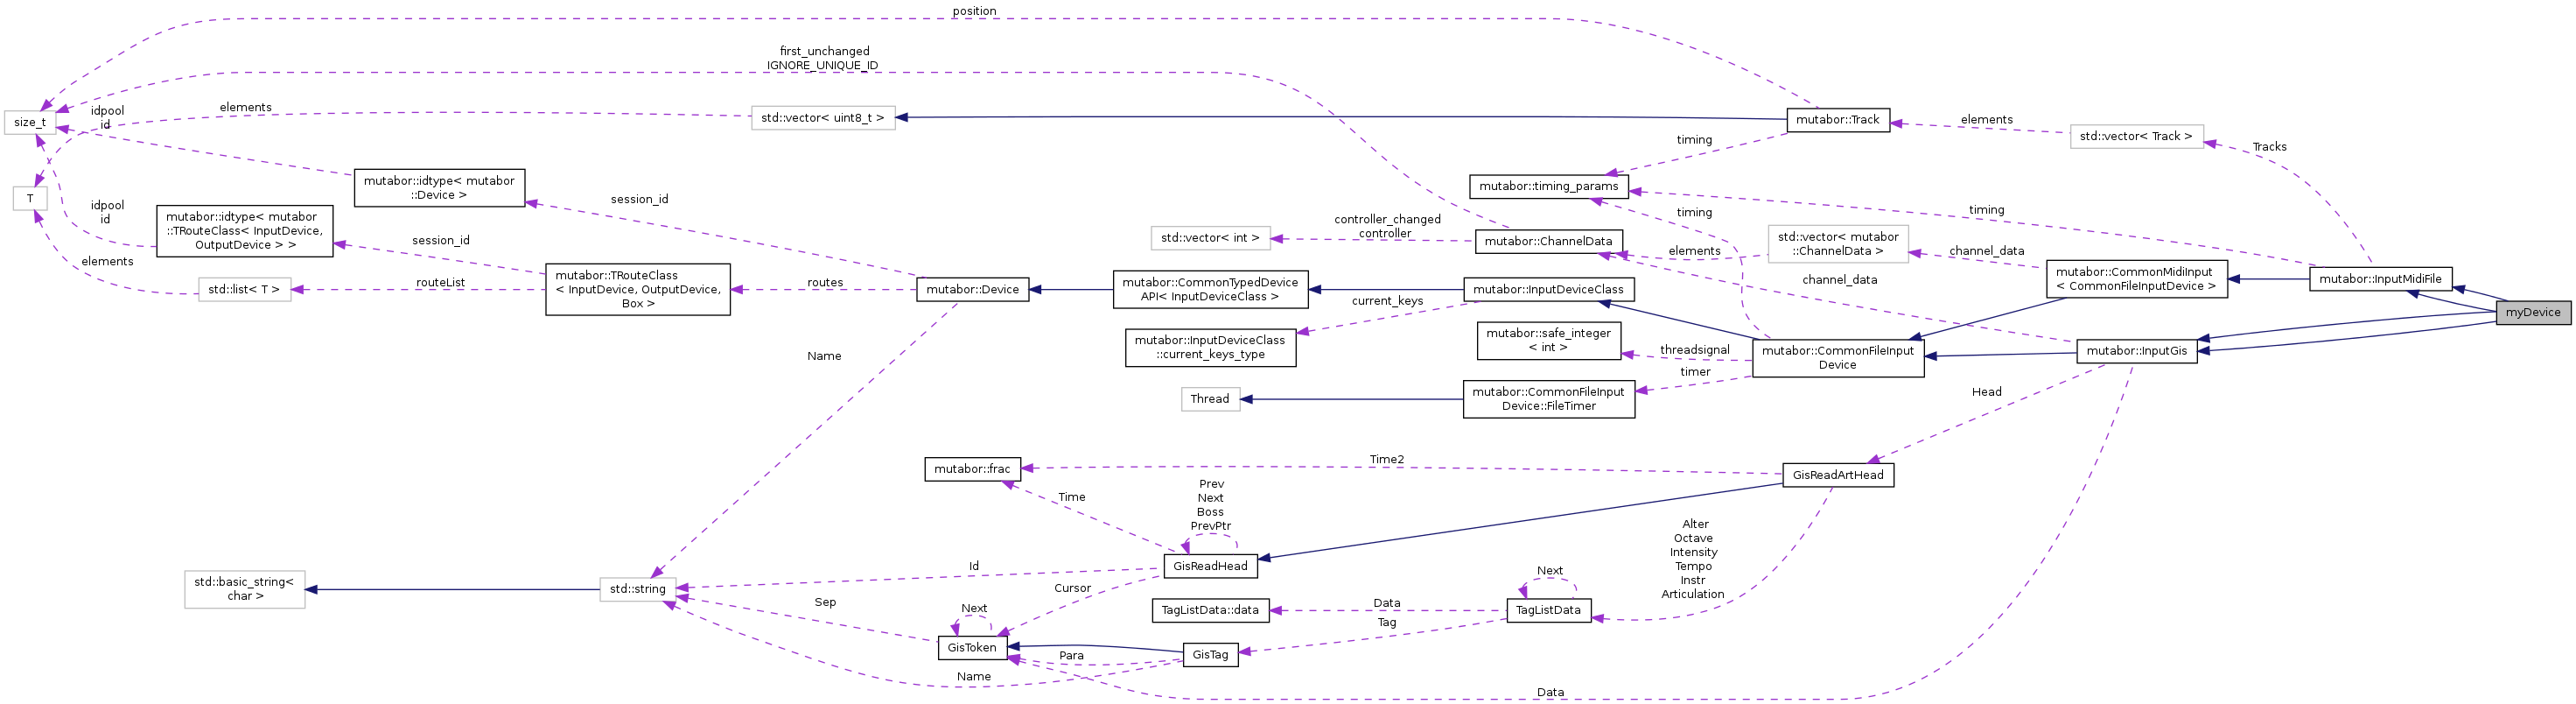 position
first_unchanged
IGNORE_UNIQUE_ID
idpool
id
elements
size_t
std::vector< uint8_t >
mutabor::Track
elements
std::vector< Track >
timing
Tracks
mutabor::idtype< mutabor
::Device >
T
session_id
mutabor::timing_params
idpool
id
mutabor::idtype< mutabor
::TRouteClass< InputDevice,
OutputDevice > >
session_id
controller_changed
controller
std::vector< int >
mutabor::ChannelData
timing
timing
elements
std::vector< mutabor
::ChannelData >
channel_data
elements
std::list< T >
routeList
mutabor::TRouteClass
< InputDevice, OutputDevice,
Box >
routes
mutabor::Device
mutabor::CommonTypedDevice
API< InputDeviceClass >
mutabor::InputDeviceClass
channel_data
mutabor::CommonMidiInput
< CommonFileInputDevice >
mutabor::InputMidiFile
current_keys
myDevice
mutabor::InputDeviceClass
::current_keys_type
mutabor::safe_integer
< int >
threadsignal
mutabor::CommonFileInput
Device
mutabor::InputGis
Name
timer
Thread
mutabor::CommonFileInput
Device::FileTimer
Head
mutabor::frac
Time2
GisReadArtHead
Time
Prev
Next
Boss
PrevPtr
Alter
Octave
Intensity
Tempo
Instr
Articulation
GisReadHead
Id
std::basic_string<
char >
std::string
Cursor
Next
Sep
Next
TagListData::data
Data
TagListData
Tag
GisToken
Para
GisTag
Name
Data